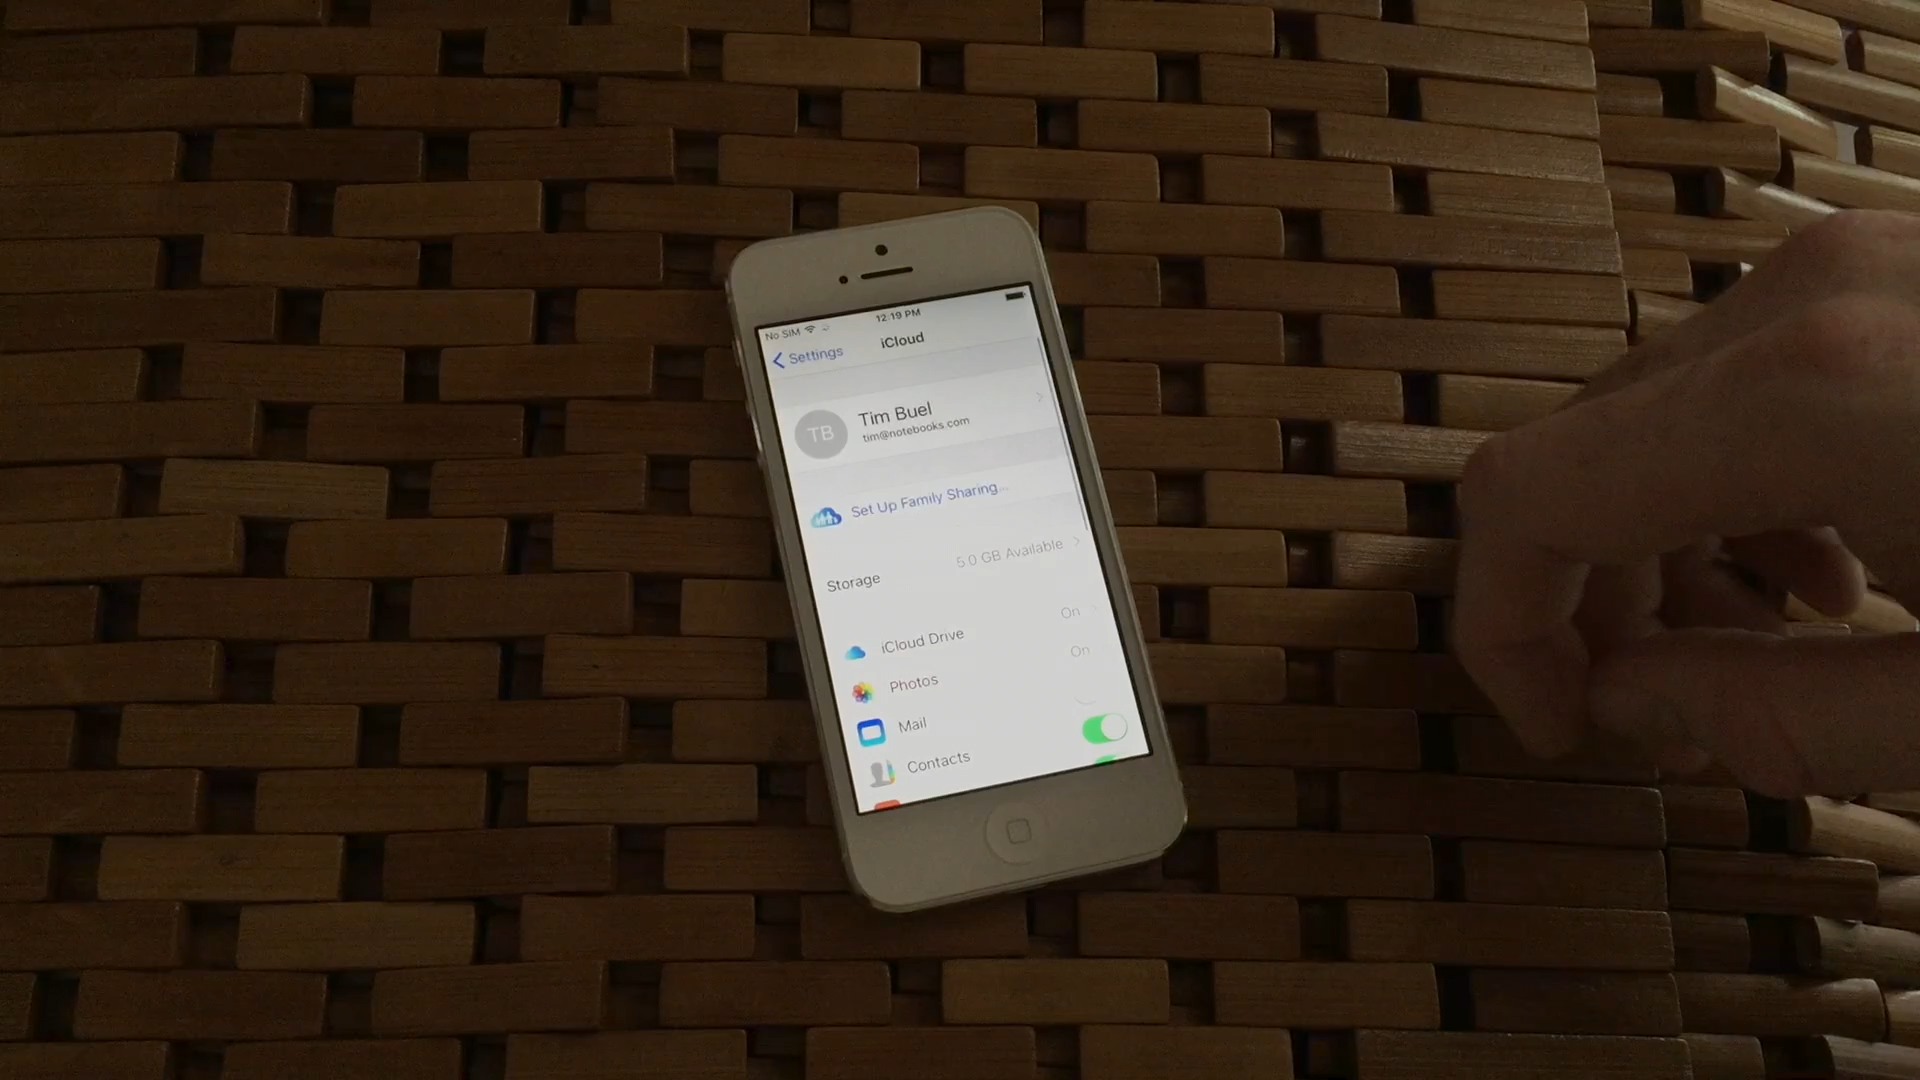 No SIM 12:19 PM
Settings iCloud
TB
Tim Buel
tim@notebooks.com
Set Up Family Sharing...
Storage 5.0 GB Available
iCloud Drive On
Photos On
Mail
Contacts